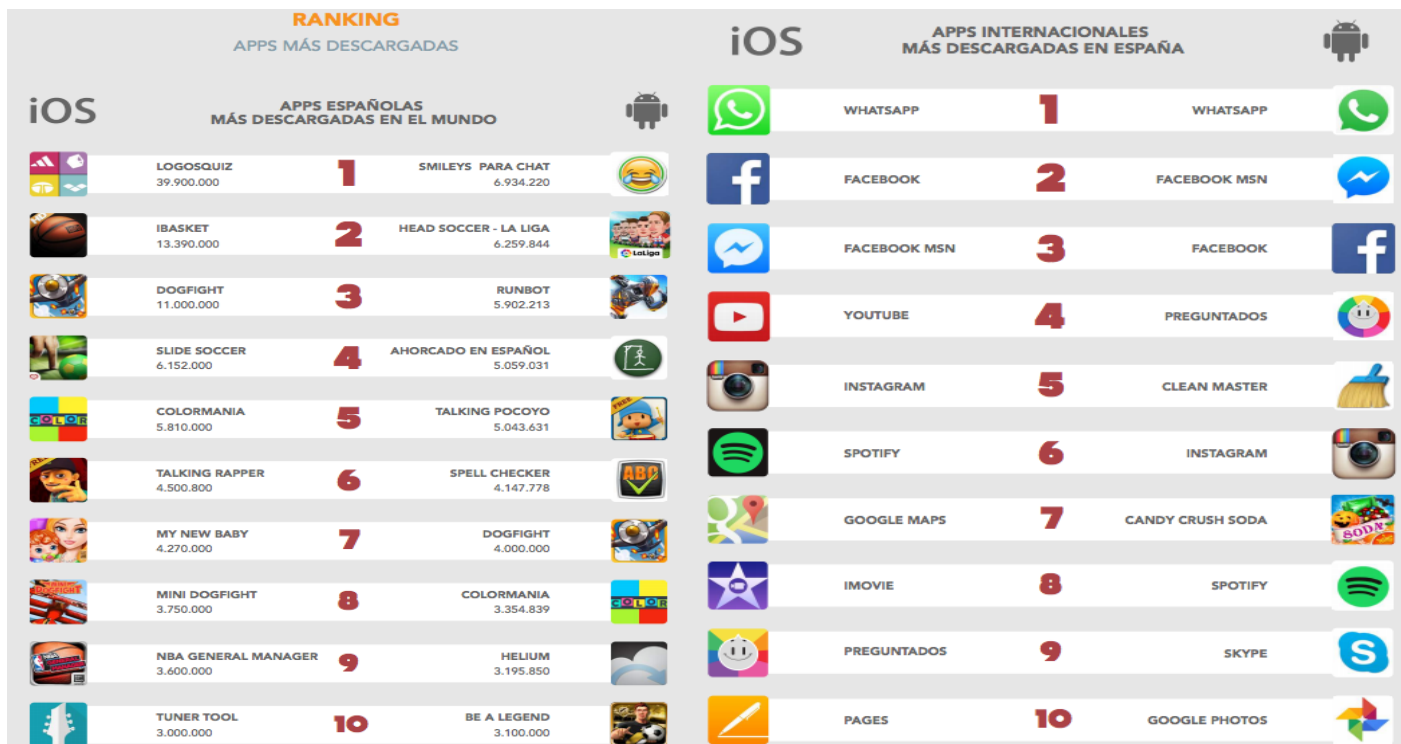 RANKING
APPS MÁS DESCARGADAS
iOS
APPS ESPAÑOLAS
MÁS DESCARGADAS EN EL MUNDO
LOGOSQUIZ 1 SMILEYS PARA CHAT
39.900.000 6.934.220
IBASKET 2 HEAD SOCCER - LA LIGA
13.390.000 6.259.844
LaLiga
DOGFIGHT 3 RUNBOT
11.000.000 5.902.213
SLIDE SOCCER 4 AHORCADO EN ESPAÑOL
6.152.000 5.059.031
COLORMANIA 5 TALKING POCOYO
5.810.000 5.043.631
COLOR
FREE
TALKING RAPPER 6 SPELL CHECKER
4.500.800 4.147.778
ABC
MY NEW BABY 7 DOGFIGHT
4.270.000 4.000.000
MINI DOGFIGHT 8 COLORMANIA
3.750.000 3.354.839
DOGFIGHT
COLOR
NBA GENERAL MANAGER 9 HELIUM
3.600.000 3.195.850
TUNER TOOL 10 BE A LEGEND
3.000.000 3.100.000
iOS
APPS INTERNACIONALES
MÁS DESCARGADAS EN ESPAÑA
WHATSAPP 1 WHATSAPP
FACEBOOK 2 FACEBOOK MSN
FACEBOOK MSN 3 FACEBOOK
YOUTUBE 4 PREGUNTADOS
INSTAGRAM 5 CLEAN MASTER
SPOTIFY 6 INSTAGRAM
GOOGLE MAPS 7 CANDY CRUSH SODA
SODA
IMOVIE 8 SPOTIFY
PREGUNTADOS 9 SKYPE
PAGES 10 GOOGLE PHOTOS